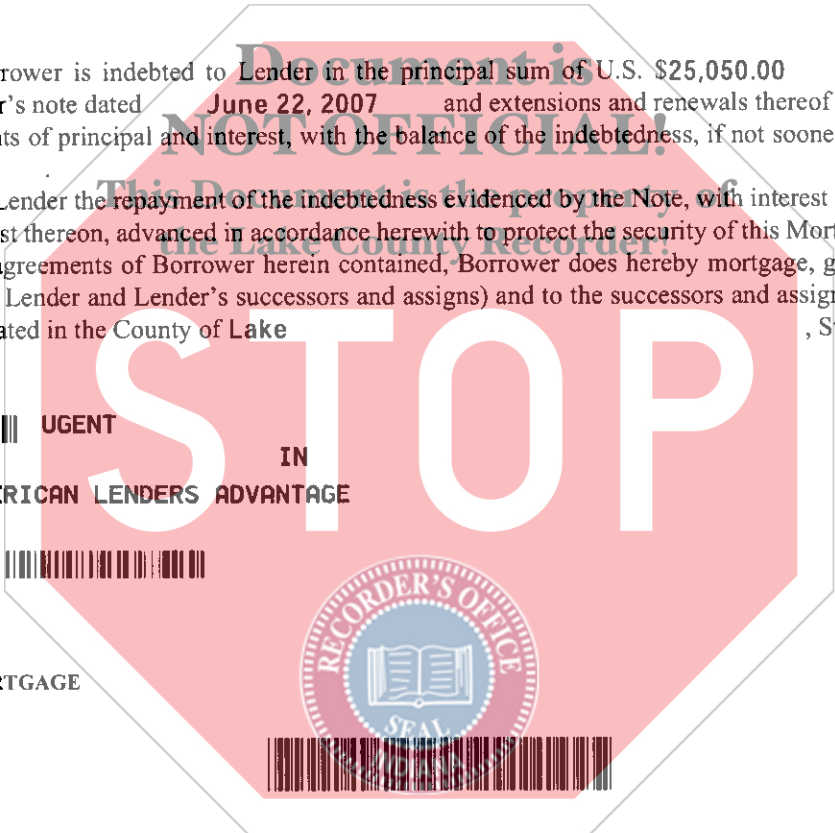 Document is
NOT OFFICIAL!
This Document is the property of
the Lake County Recorder!
rower is indebted to Lender in the principal sum of U.S. $25,050.00
r's note dated June 22, 2007 and extensions and renewals thereof
ts of principal and interest, with the balance of the indebtedness, if not soone
Lender the repayment of the indebtedness evidenced by the Note, with interest
st thereon, advanced in accordance herewith to protect the security of this Mort
agreements of Borrower herein contained, Borrower does hereby mortgage, g
Lender and Lender's successors and assigns) and to the successors and assign
ated in the County of Lake , S
STOP
UGENT
IN
RICAN LENDERS ADVANTAGE
RECORDER'S OFFICE
SEAL
INDIANA
RTGAGE